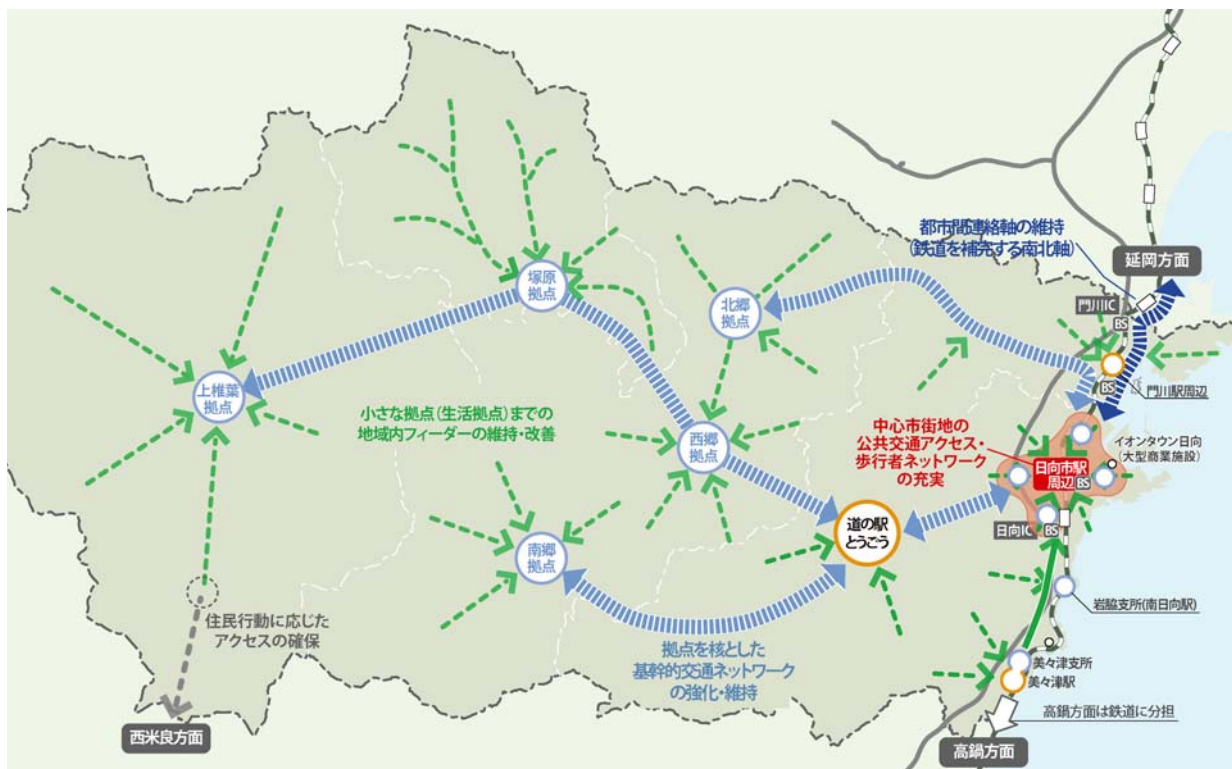 都市間連絡軸の維持
(鉄道を補完する南北軸)
延岡方面
塚原
拠点
北郷
拠点
門川IC
BS
BS
門川駅周辺
上椎葉
拠点
小さな拠点(生活拠点)までの
地域内フィーダーの維持・改善
西郷
拠点
中心市街地の
公共交通アクセス・
歩行者ネットワーク
の充実
イオンタウン日向
(大型商業施設)
日向市駅
周辺
BS
道の駅
とうごう
日向IC
BS
南郷
拠点
岩脇支所(南日向駅)
住民行動に応じた
アクセスの確保
拠点を核とした
基幹的交通ネットワーク
の強化・維持
美々津支所
美々津駅
高鍋方面は鉄道に分担
西米良方面
高鍋方面